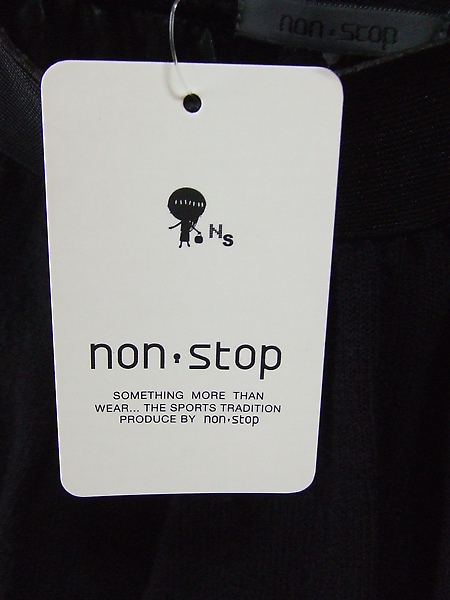 non·stop
NS
non·stop
SOMETHING MORE THAN
WEAR... THE SPORTS TRADITION
PRODUCE BY non·stop